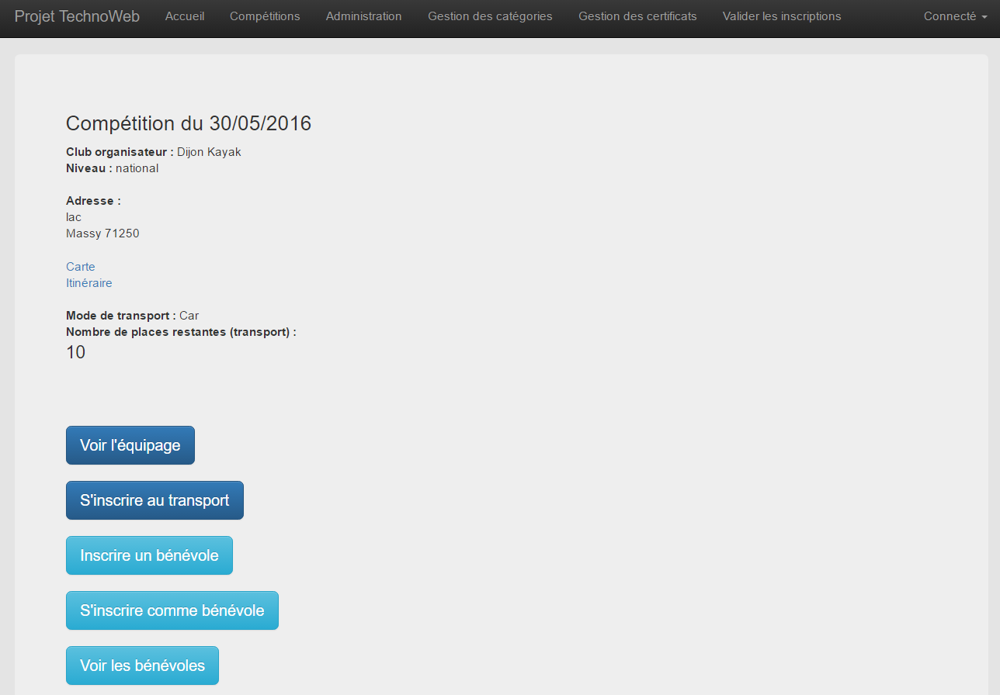 Projet TechnoWeb Accueil Compétitions Administration Gestion des catégories Gestion des certificats Valider les inscriptions Connecté
Compétition du 30/05/2016
Club organisateur : Dijon Kayak
Niveau : national
Adresse :
lac
Massy 71250
Carte
Itinéraire
Mode de transport : Car
Nombre de places restantes (transport) :
10
Voir l'équipage
S'inscrire au transport
Inscrire un bénévole
S'inscrire comme bénévole
Voir les bénévoles